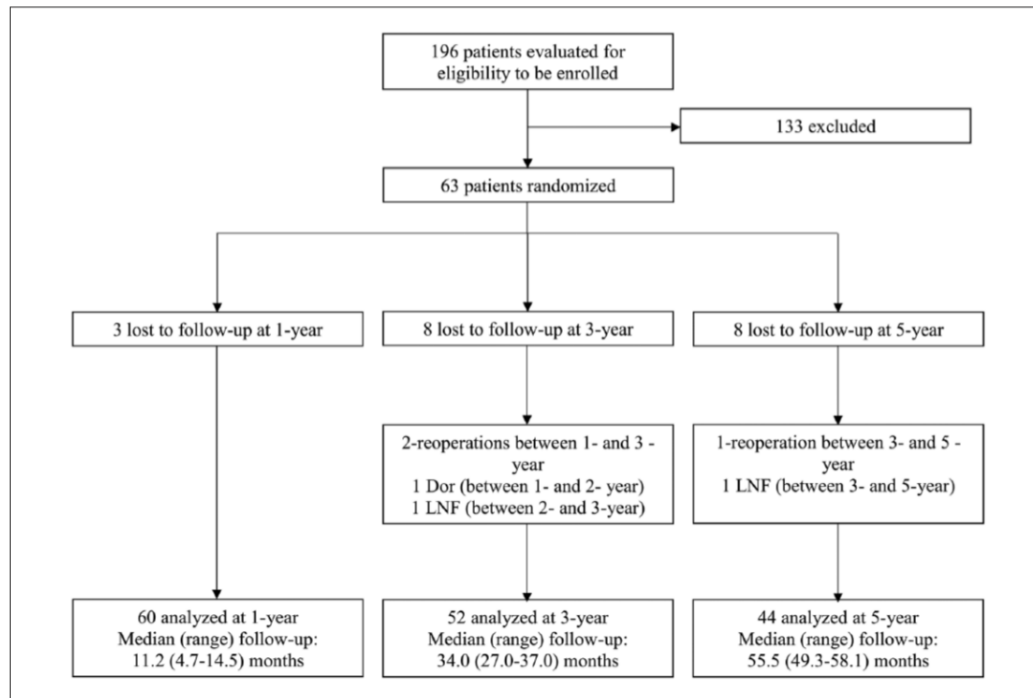 196 patients evaluated for
eligibility to be enrolled
133 excluded
63 patients randomized
3 lost to follow-up at 1-year
8 lost to follow-up at 3-year
8 lost to follow-up at 5-year
2-reoperations between 1- and 3 -
year
1 Dor (between 1- and 2- year)
1 LNF (between 2- and 3-year)
1-reoperation between 3- and 5 -
year
1 LNF (between 3- and 5-year)
60 analyzed at 1-year
Median (range) follow-up:
11.2 (4.7-14.5) months
52 analyzed at 3-year
Median (range) follow-up:
34.0 (27.0-37.0) months
44 analyzed at 5-year
Median (range) follow-up:
55.5 (49.3-58.1) months